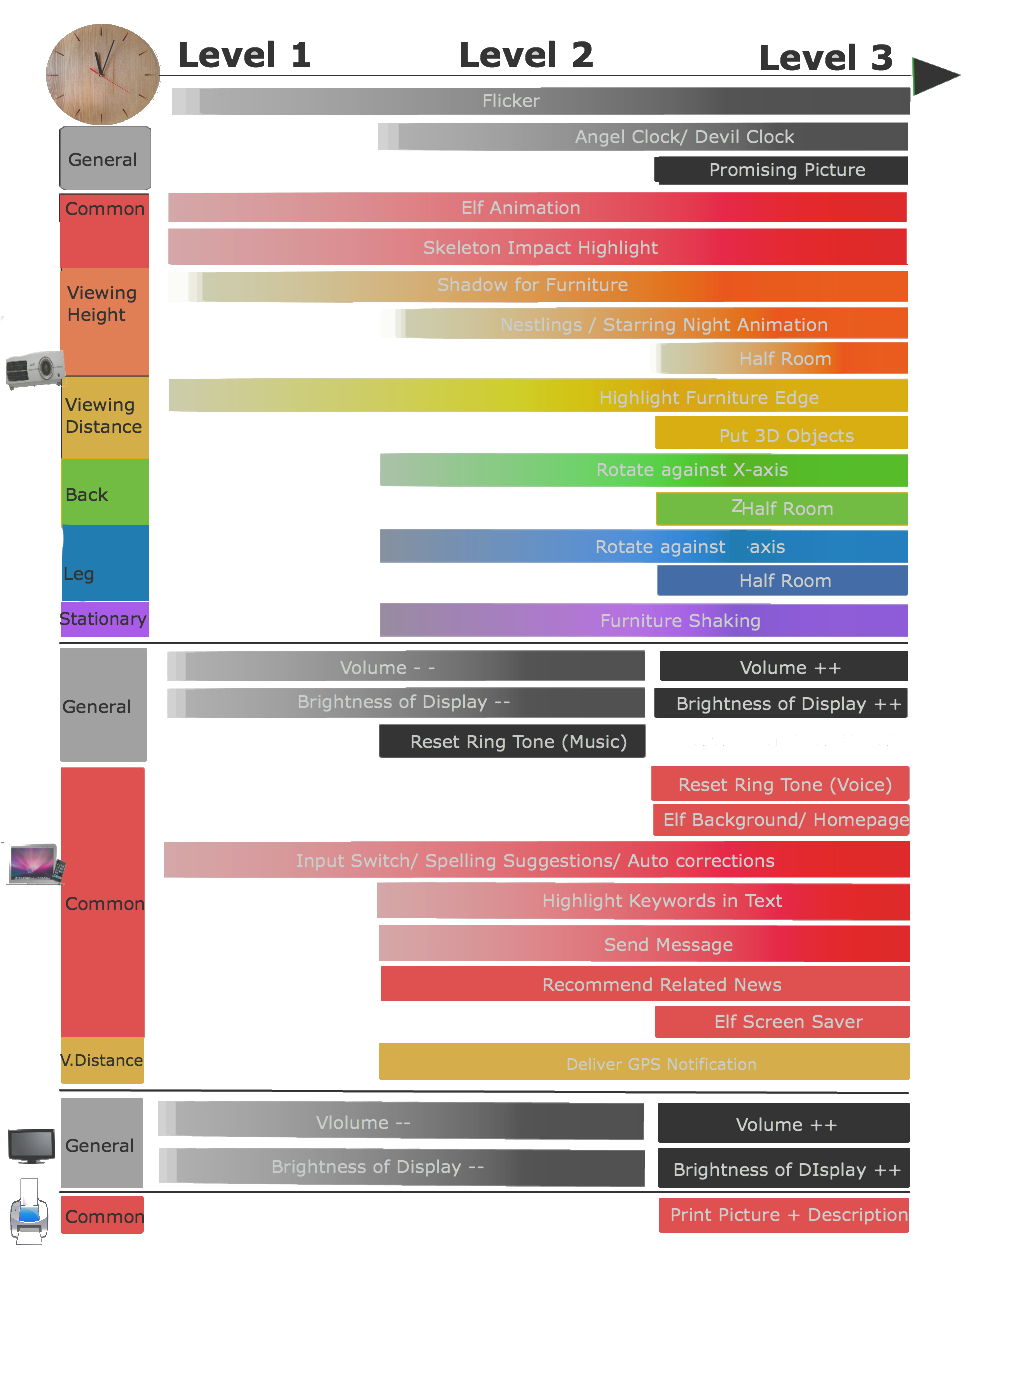 Level 1
Level 2
Level 3
Flicker
Angel Clock/ Devil Clock
General
Promising Picture
Common
Elf Animation
Skeleton Impact Highlight
Viewing
Height
Shadow for Furniture
Nestlings / Starring Night Animation
Half Room
Viewing
Distance
Highlight Furniture Edge
Put 3D Objects
Back
Rotate against X-axis
ZHalf Room
Leg
Rotate against -axis
Half Room
Stationary
Furniture Shaking
General
Volume - -
Volume ++
Brightness of Display --
Brightness of Display ++
Reset Ring Tone (Music)
Common
Reset Ring Tone (Voice)
Elf Background/ Homepage
Input Switch/ Spelling Suggestions/ Auto corrections
Highlight Keywords in Text
Send Message
Recommend Related News
Elf Screen Saver
V.Distance
Deliver GPS Notification
General
Vlolume --
Volume ++
Brightness of Display --
Brightness of DIsplay ++
Common
Print Picture + Description